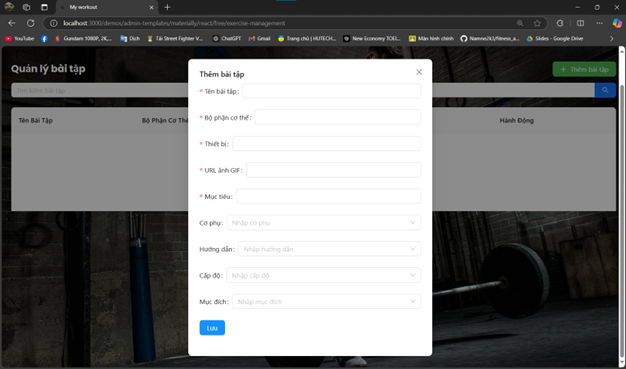 My workout
localhost:3000/densos/admin-templates/materially/react/free/exercise-management
YouTube
Gundam 1080P, 2K,...
Dịch
Tải Street Fighter V...
ChatGPT
Gmail
Trang chủ | HUTECH...
New Economy TOEI...
Màn hình chính
Namne2k3/Fitness_a...
Slides - Google Drive
Quản lý bài tập
+ Thêm bài tập
Tìm kiếm bài tập
Tên Bài Tập
Bộ Phận Cơ Thể
Hành Động
Thêm bài tập
* Tên bài tập:
* Bộ phận cơ thể:
* Thiết bị:
* URL ảnh GIF:
* Mục tiêu:
Cơ phụ: Nhập cơ phụ
Hướng dẫn: Nhập hướng dẫn
Cấp độ: Nhập cấp độ
Mục đích: Nhập mục đích
Lưu